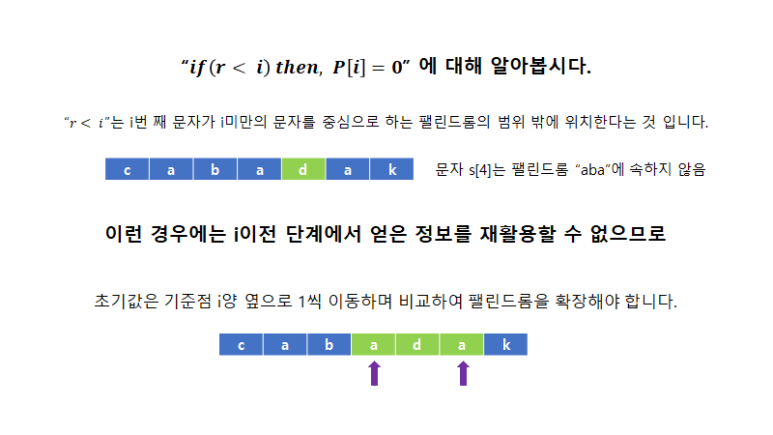 “if (r < i) then, P[i] = 0” 에 대해 알아봅시다.
“r < i”는 i번 째 문자가 i미만의 문자를 중심으로 하는 팰린드롬의 범위 밖에 위치한다는 것 입니다.
c a b a d a k 문자 s[4]는 팰린드롬 “aba”에 속하지 않음
이런 경우에는 i이전 단계에서 얻은 정보를 재활용할 수 없으므로
초기값은 기준점 i양 옆으로 1씩 이동하며 비교하여 팰린드롬을 확장해야 합니다.
c a b a d a k